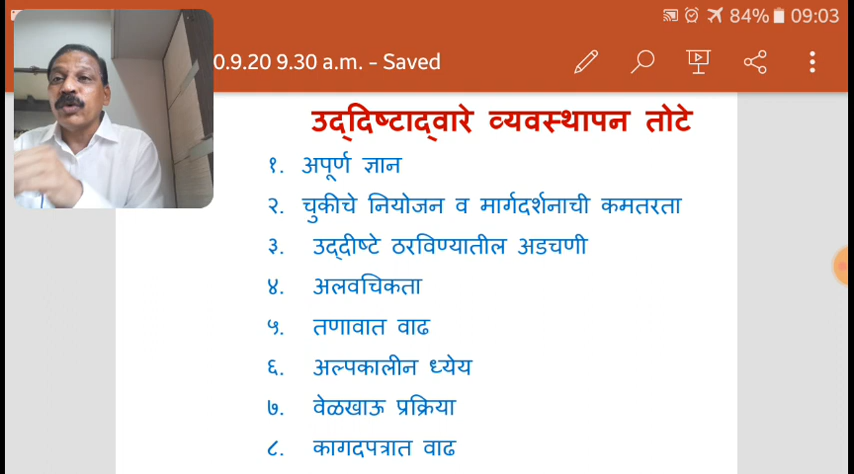 84% 09:03
0.9.20 9.30 a.m. - Saved
उद्दिष्टाद्वारे व्यवस्थापन तोटे
१. अपूर्ण ज्ञान
२. चुकीचे नियोजन व मार्गदर्शनाची कमतरता
३. उद्दीष्टे ठरविण्यातील अडचणी
४. अलवचिकता
५. तणावात वाढ
६. अल्पकालीन ध्येय
७. वेळखाऊ प्रक्रिया
८. कागदपत्रात वाढ